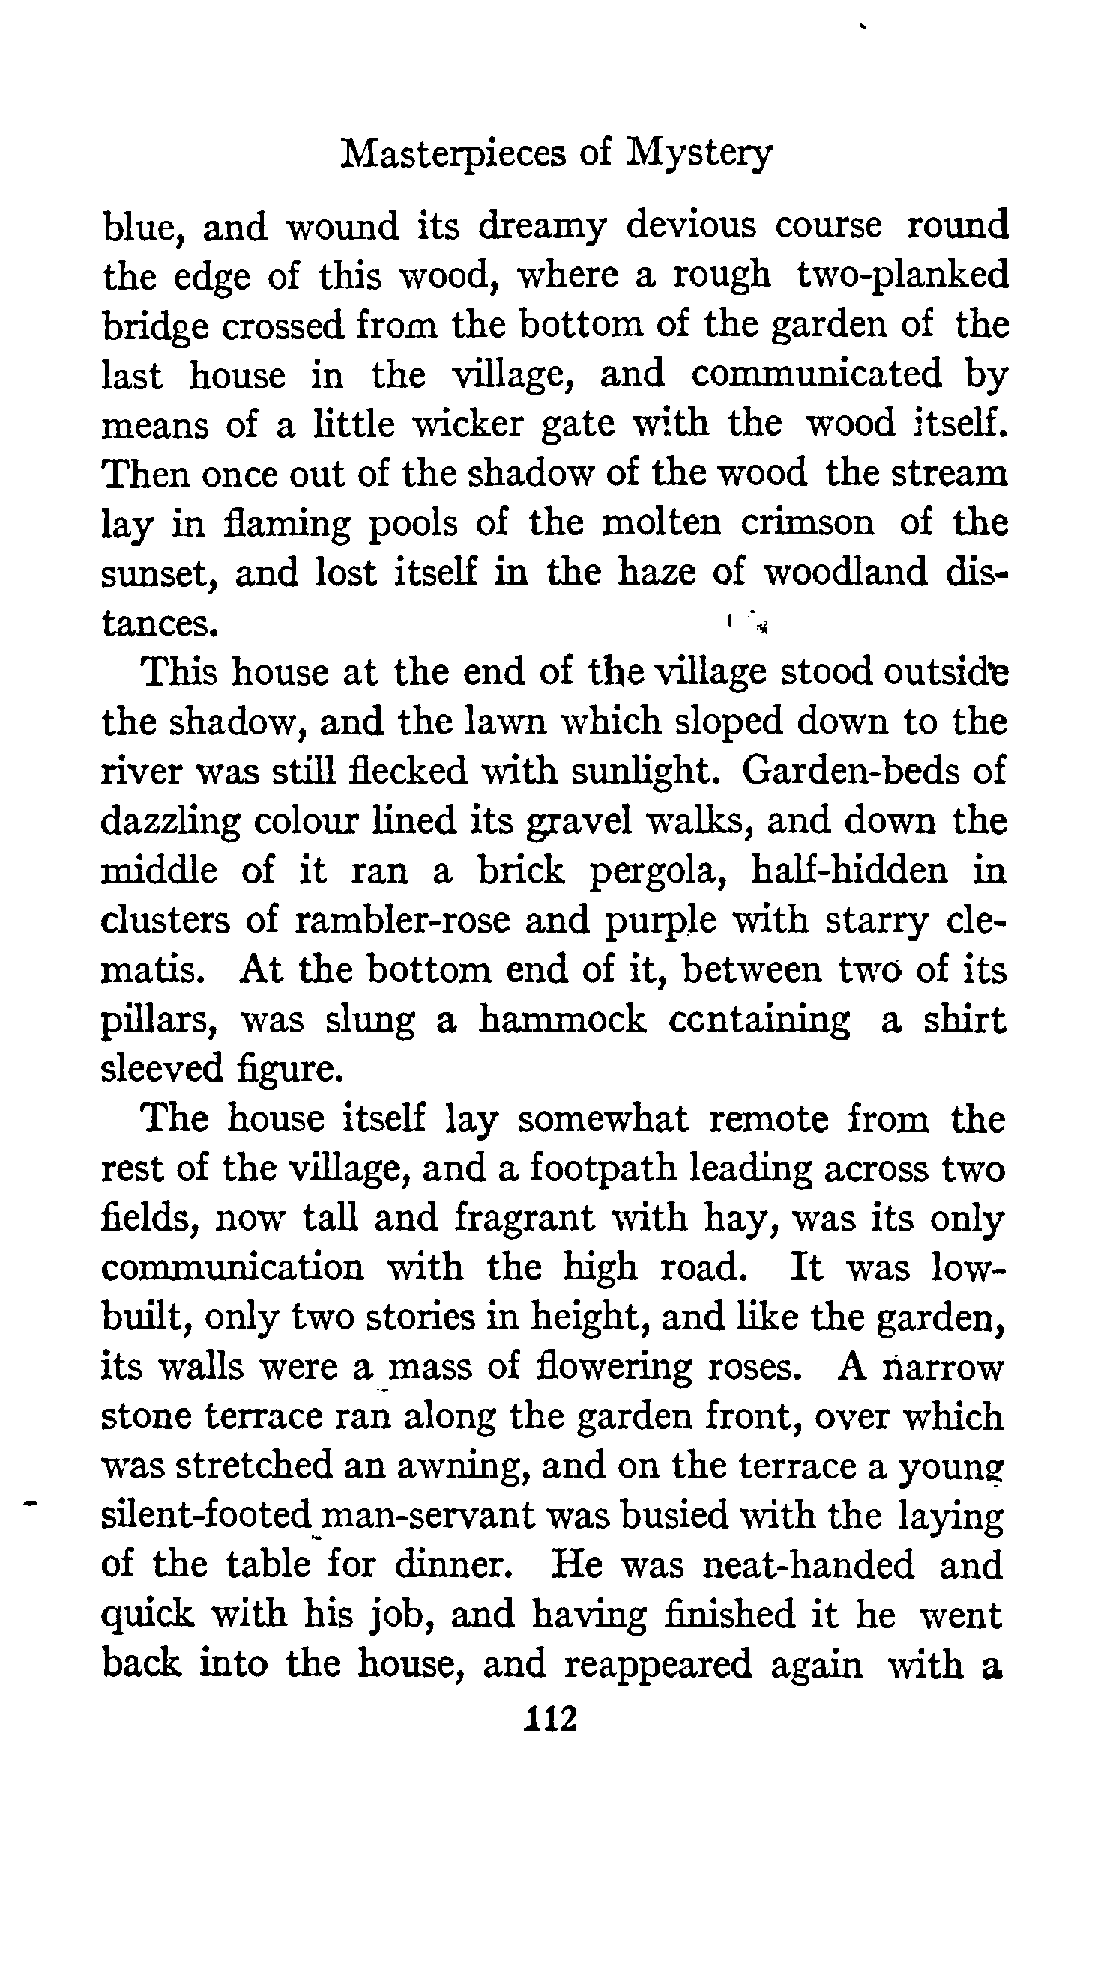 Masterpieces of Mystery
blue, and wound its dreamy devious course round
the edge of this wood, where a rough two-planked
bridge crossed from the bottom of the garden of the
last house in the village, and communicated by
means of a little wicker gate with the wood itself.
Then once out of the shadow of the wood the stream
lay in flaming pools of the molten crimson of the
sunset, and lost itself in the haze of woodland dis-
tances.
This house at the end of the village stood outside
the shadow, and the lawn which sloped down to the
river was still flecked with sunlight. Garden-beds of
dazzling colour lined its gravel walks, and down the
middle of it ran a brick pergola, half-hidden in
clusters of rambler-rose and purple with starry cle-
matis. At the bottom end of it, between two of its
pillars, was slung a hammock containing a shirt
sleeved figure.
The house itself lay somewhat remote from the
rest of the village, and a footpath leading across two
fields, now tall and fragrant with hay, was its only
communication with the high road. It was low-
built, only two stories in height, and like the garden,
its walls were a mass of flowering roses. A narrow
stone terrace ran along the garden front, over which
was stretched an awning, and on the terrace a young
silent-footed man-servant was busied with the laying
of the table for dinner. He was neat-handed and
quick with his job, and having finished it he went
back into the house, and reappeared again with a
112